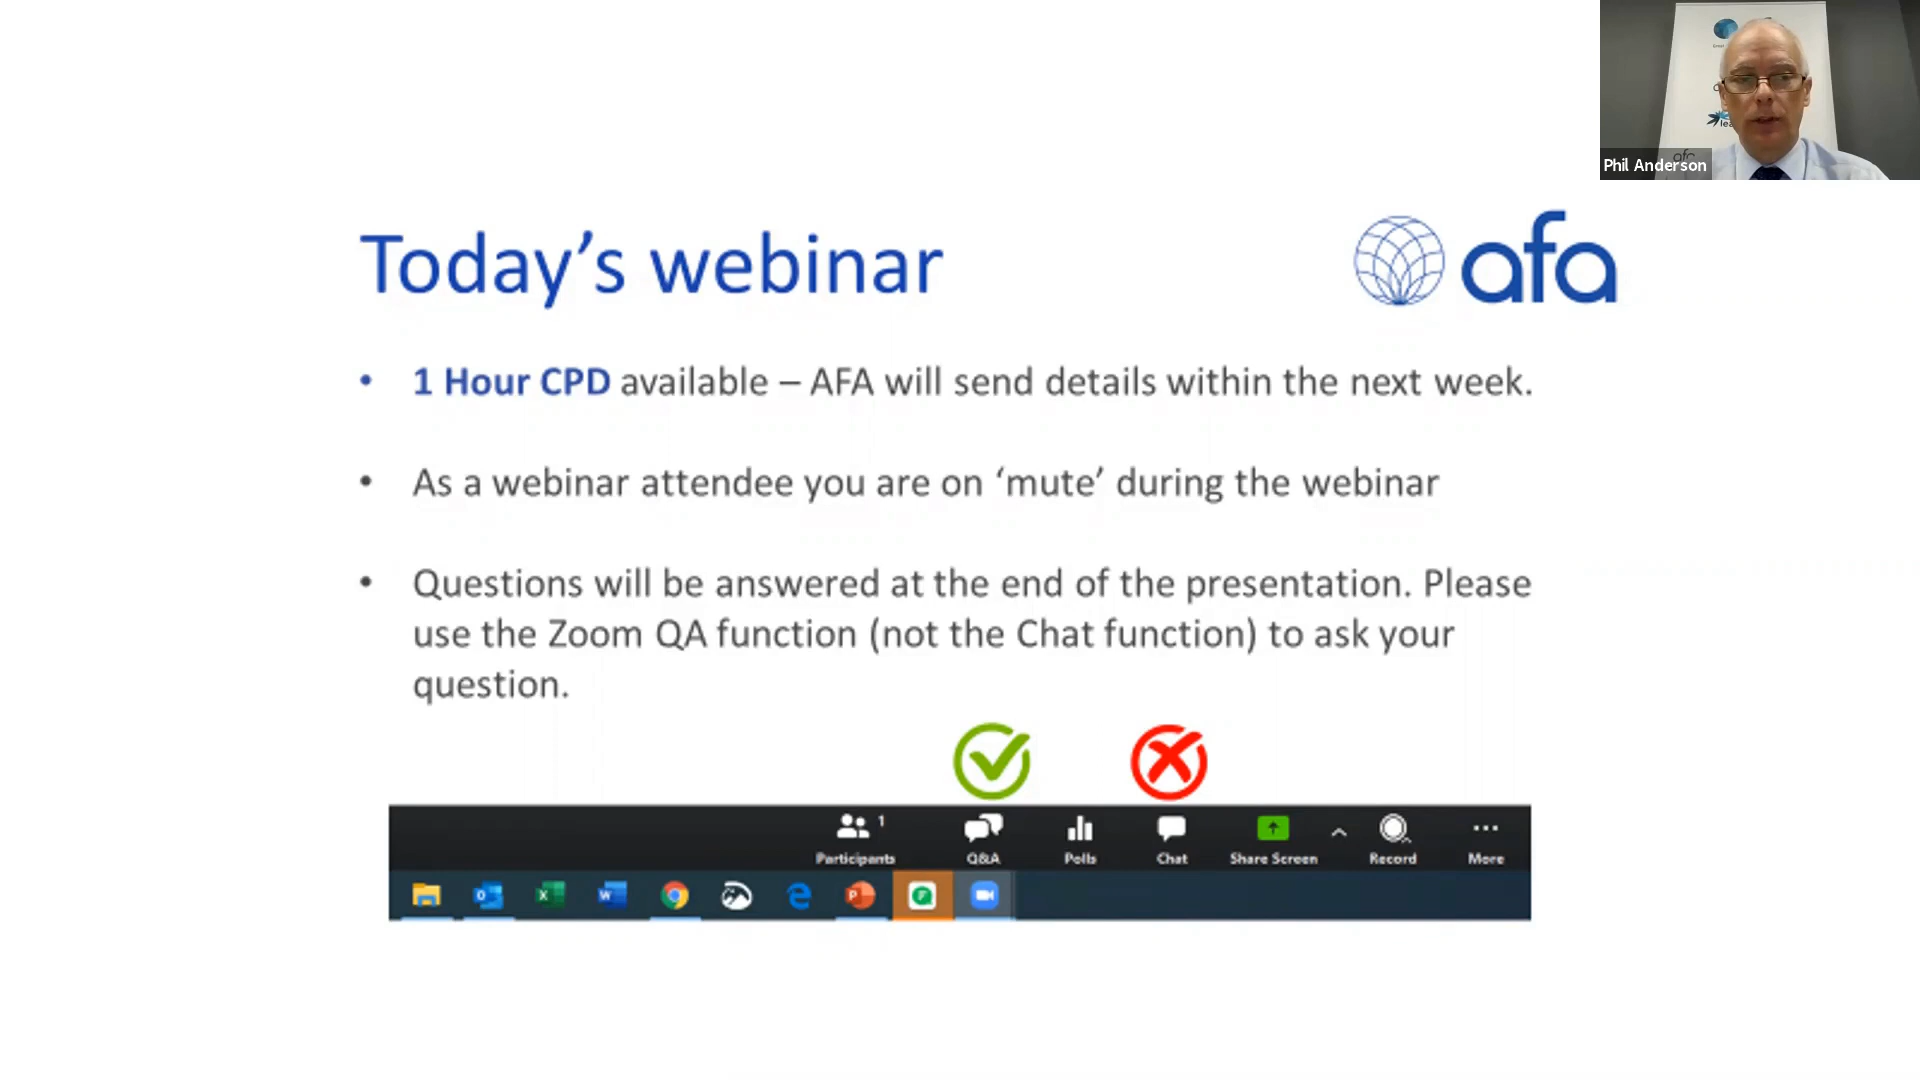 Phil Anderson
Today’s webinar
afa
• 1 Hour CPD available – AFA will send details within the next week.
• As a webinar attendee you are on ‘mute’ during the webinar
• Questions will be answered at the end of the presentation. Please
use the Zoom QA function (not the Chat function) to ask your
question.
1
Participants Q&A Polls Chat Share Screen Record More